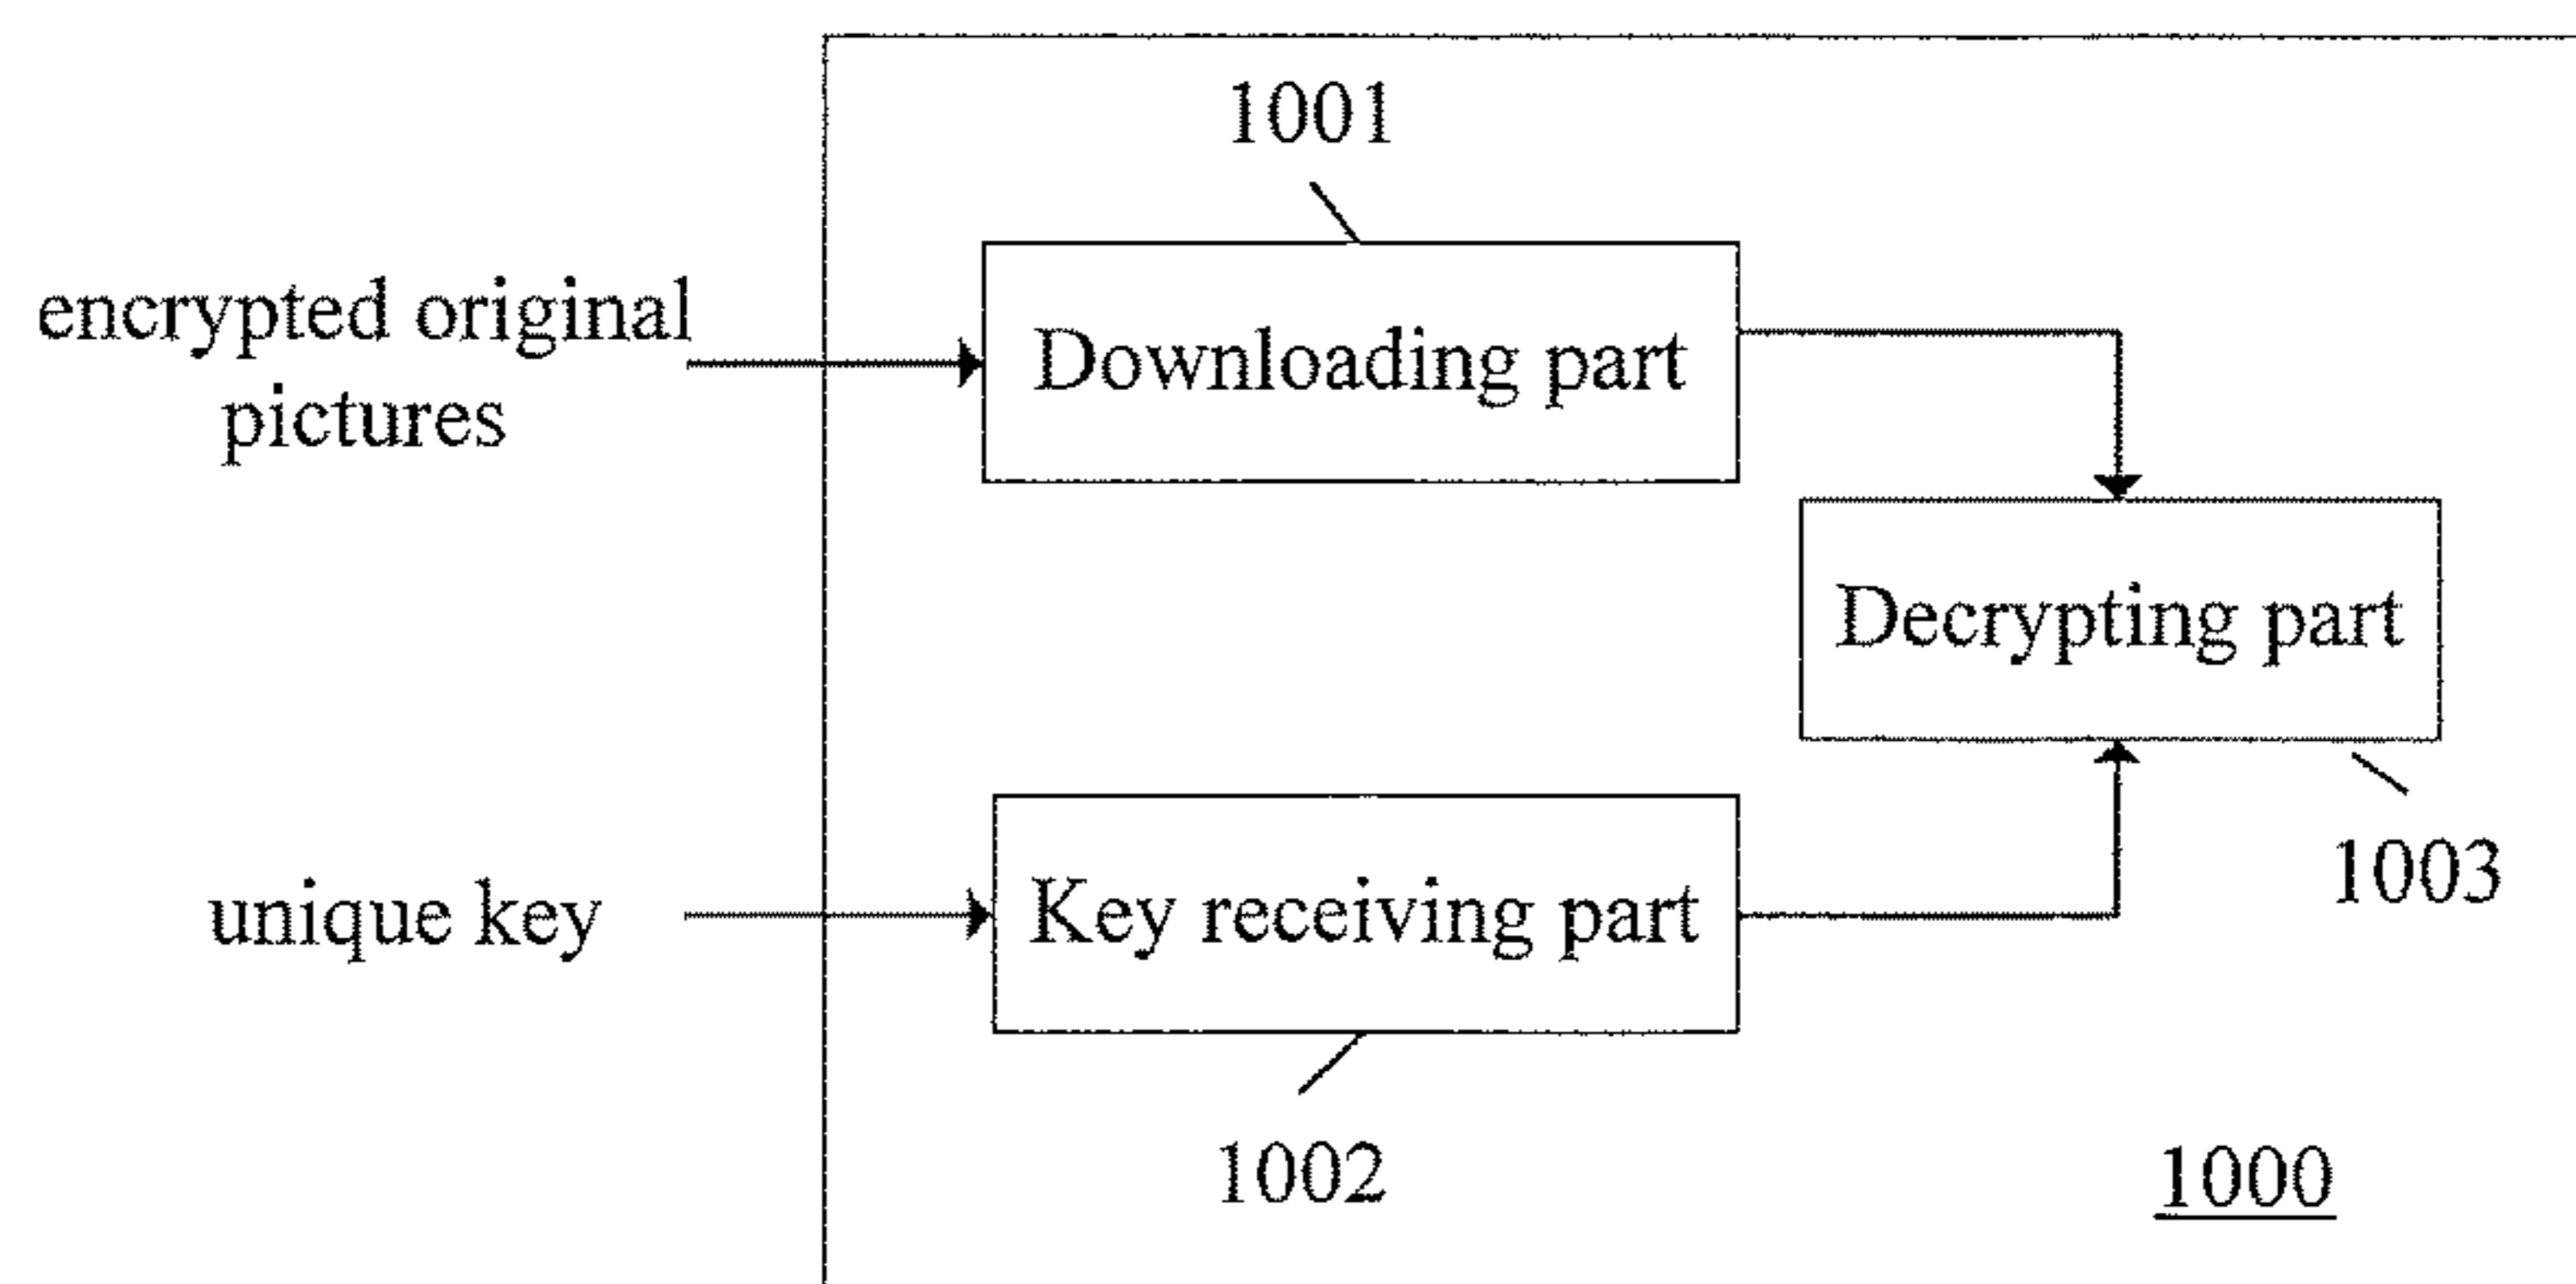 1001
encrypted original
pictures
Downloading part
Decrypting part
1003
unique key
Key receiving part
1002
1000